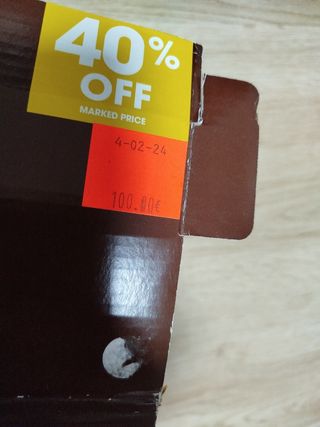 40%
OFF
MARKED PRICE
4-02-24
100.00€